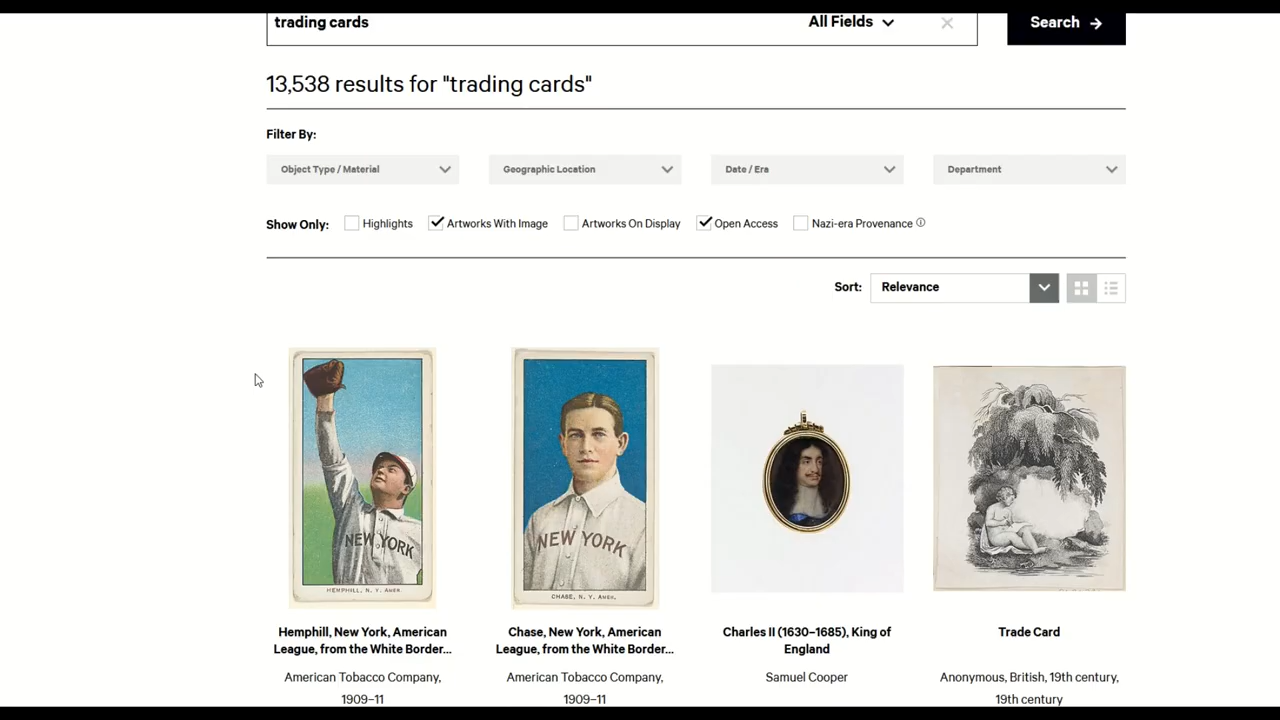 trading cards
All Fields
Search
13,538 results for "trading cards"
Filter By:
Object Type / Material
Geographic Location
Date / Era
Department
Show Only:
Highlights
Artworks With Image
Artworks On Display
Open Access
Nazi-era Provenance
Sort:
Relevance
NEW YORK
HEMPHILL, N. Y. AMER.
NEW YORK
CHASE, N. Y. AMER.
Hemphill, New York, American
League, from the White Border...
American Tobacco Company,
1909–11
Chase, New York, American
League, from the White Border...
American Tobacco Company,
1909–11
Charles II (1630–1685), King of
England
Samuel Cooper
Trade Card
Anonymous, British, 19th century,
19th century